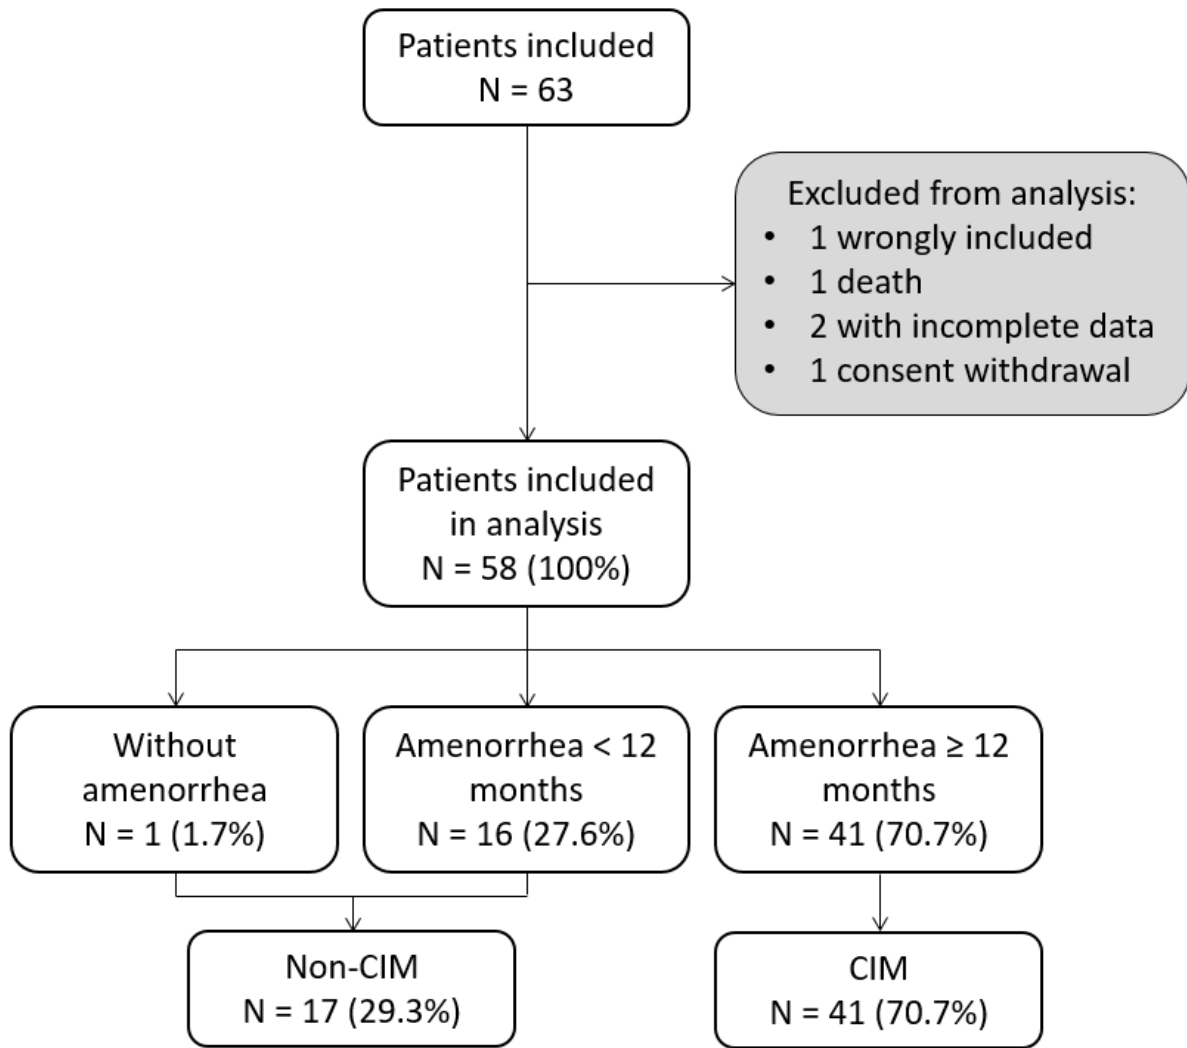 Patients included
N = 63
Excluded from analysis:
• 1 wrongly included
• 1 death
• 2 with incomplete data
• 1 consent withdrawal
Patients included
in analysis
N = 58 (100%)
Without
amenorrhea
N = 1 (1.7%)
Amenorrhea < 12
months
N = 16 (27.6%)
Amenorrhea ≥ 12
months
N = 41 (70.7%)
Non-CIM
N = 17 (29.3%)
CIM
N = 41 (70.7%)